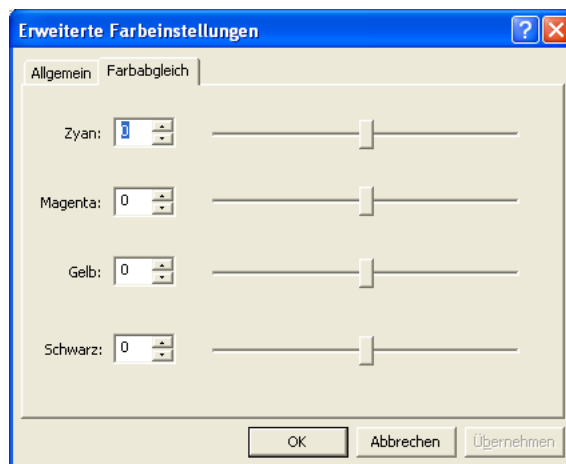 Erweiterte Farbeinstellungen
Allgemein Farbabgleich
Zyan: 0
Magenta: 0
Gelb: 0
Schwarz: 0
OK Abbrechen Übernehmen